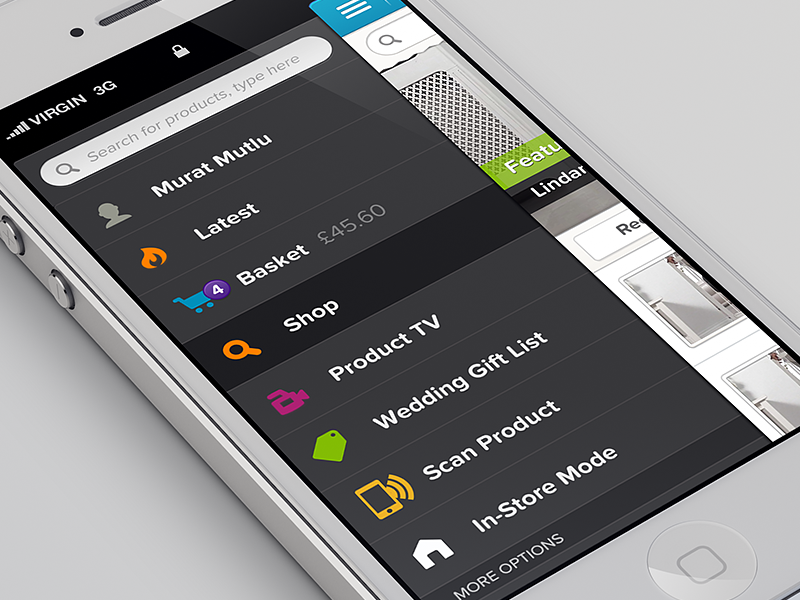 VIRGIN 3G
Search for products, type here
Murat Mutlu
Latest
Basket £45.60
4
Shop
Product TV
Wedding Gift List
Scan Product
In-Store Mode
MORE OPTIONS
Featu
Lindar
Re